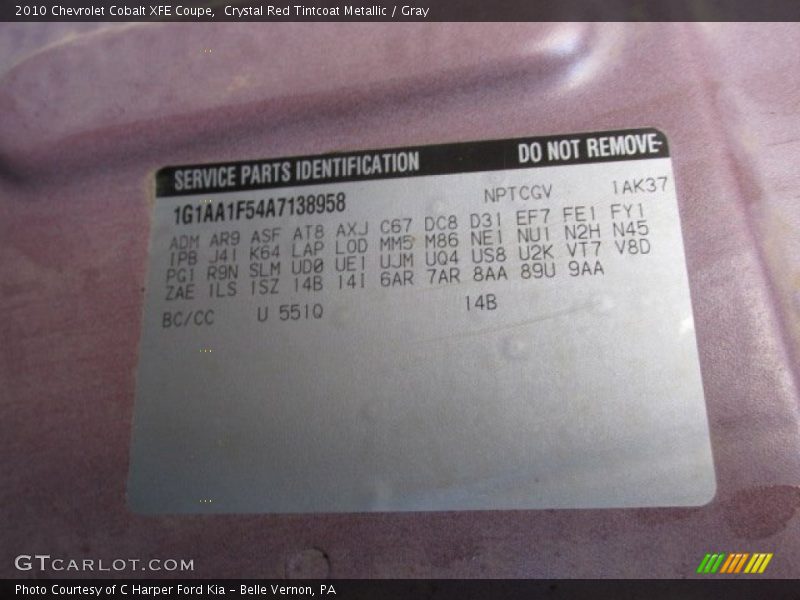 2010 Chevrolet Cobalt XFE Coupe,  Crystal Red Tintcoat Metallic / Gray
SERVICE PARTS IDENTIFICATION DO NOT REMOVE
1G1AA1F54A7138958 NPTCGV 1AK37
ADM AR9 ASF AT8 AXJ C67 DC8 D31 EF7 FE1 FY1
IPB J41 K64 LAP LOD MM5 M86 NE1 NU1 N2H N45
PG1 R9N SLM UD0 UE1 UJM UQ4 US8 U2K VT7 V8D
ZAE 1LS 1SZ 14B 14I 6AR 7AR 8AA 89U 9AA
BC/CC U 551Q 14B
GTCARLOT.COM
Photo Courtesy of C Harper Ford Kia - Belle Vernon, PA